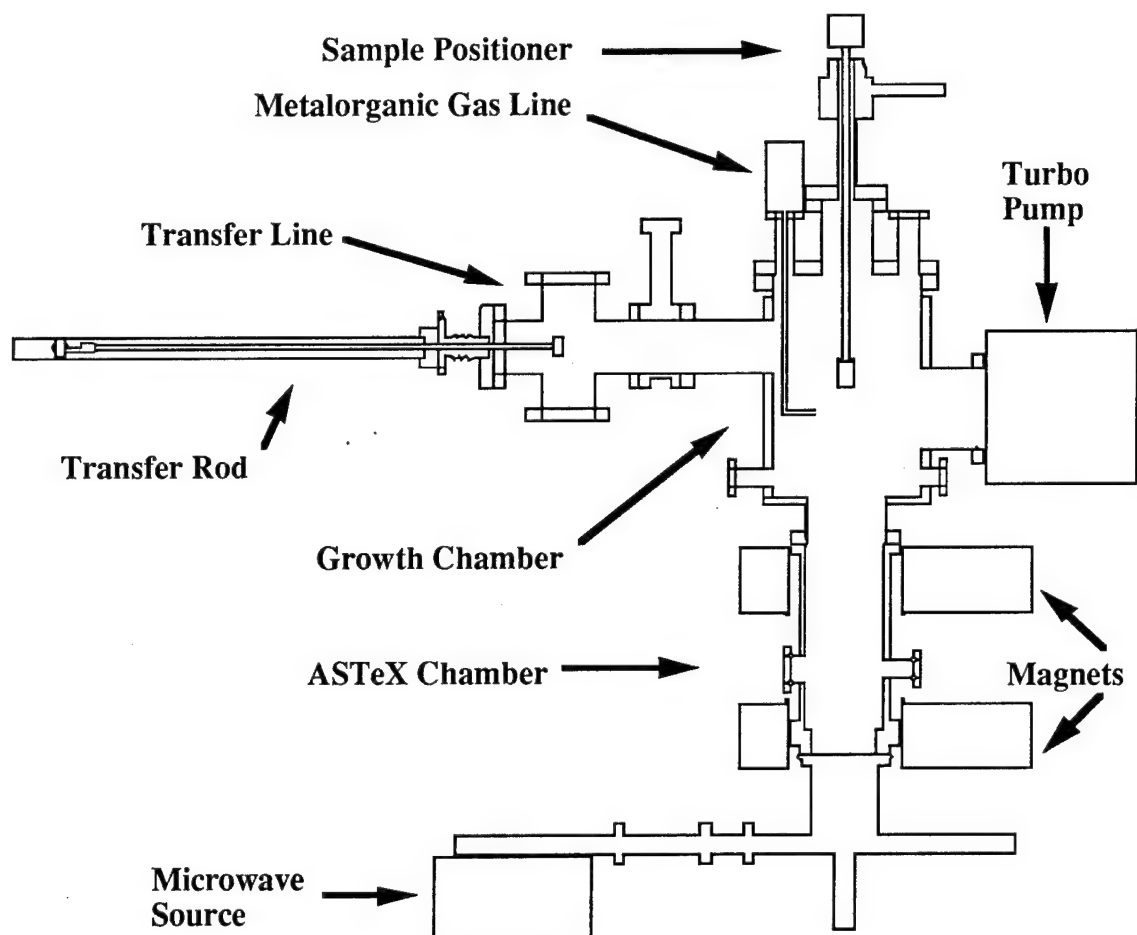 Sample Positioner
Metalorganic Gas Line
Turbo
Pump
Transfer Line
Transfer Rod
Growth Chamber
ASTeX Chamber
Magnets
Microwave
Source